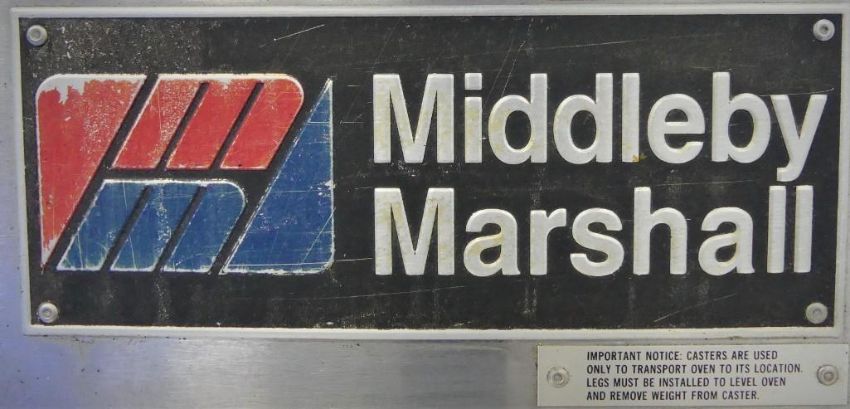 Middleby
Marshall
IMPORTANT NOTICE: CASTERS ARE USED
ONLY TO TRANSPORT OVEN TO ITS LOCATION.
LEGS MUST BE INSTALLED TO LEVEL OVEN
AND REMOVE WEIGHT FROM CASTER.